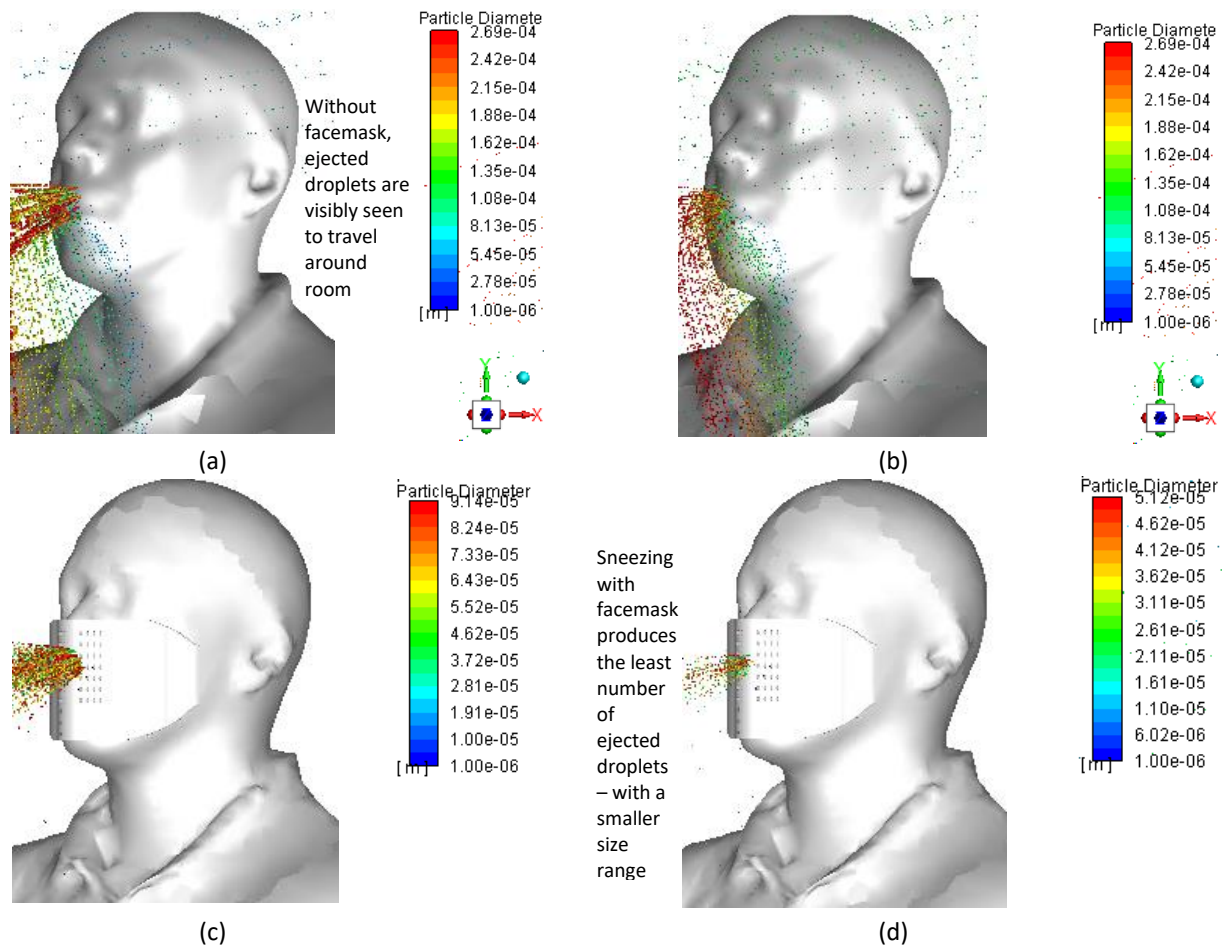 Particle Diamete
2.69e-04
2.42e-04
2.15e-04
1.88e-04
1.62e-04
1.35e-04
1.08e-04
8.13e-05
5.45e-05
2.78e-05
1.00e-06
[m]
Without
facemask,
ejected
droplets are
visibly seen
to travel
around
room
Y
X
(a)
Particle Diamete
2.69e-04
2.42e-04
2.15e-04
1.88e-04
1.62e-04
1.35e-04
1.08e-04
8.13e-05
5.45e-05
2.78e-05
1.00e-06
[m]
Y
X
(b)
Particle Diameter
9.14e-05
8.24e-05
7.33e-05
6.43e-05
5.52e-05
4.62e-05
3.72e-05
2.81e-05
1.91e-05
1.00e-05
1.00e-06
[m]
(c)
Sneezing
with
facemask
produces
the least
number
of
ejected
droplets
– with a
smaller
size
range
Particle Diameter
5.12e-05
4.62e-05
4.12e-05
3.62e-05
3.11e-05
2.61e-05
2.11e-05
1.61e-05
1.10e-05
6.02e-06
1.00e-06
[m]
(d)